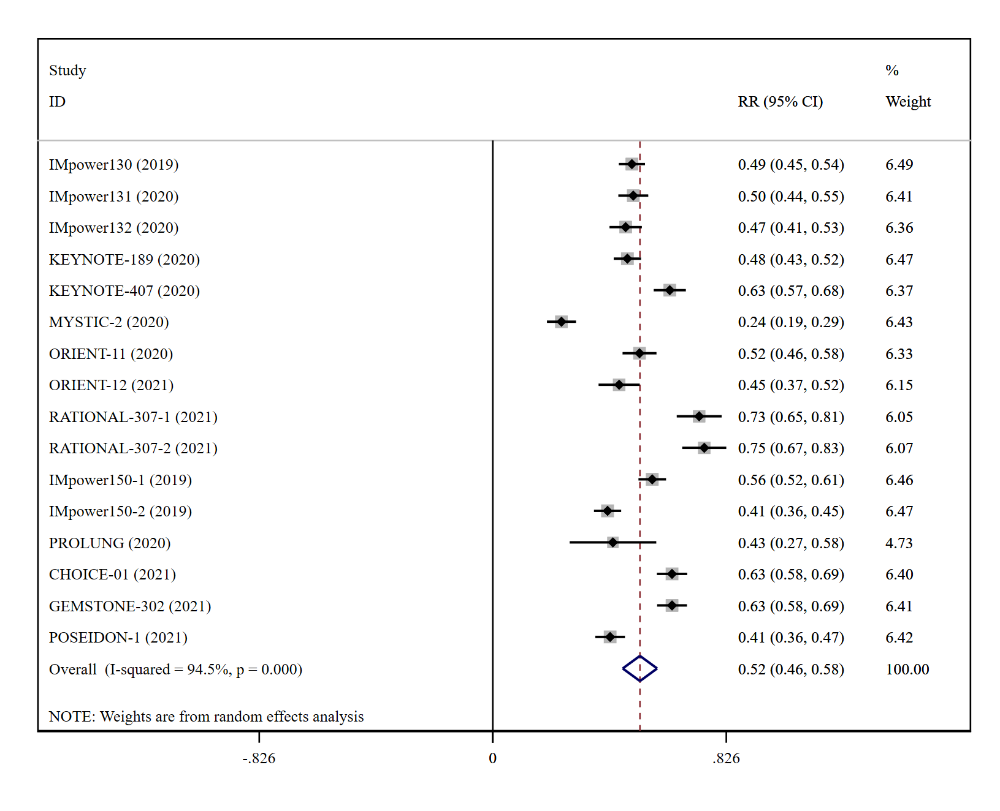 Study %
ID RR (95% CI) Weight
IMpower130 (2019) 0.49 (0.45, 0.54) 6.49
IMpower131 (2020) 0.50 (0.44, 0.55) 6.41
IMpower132 (2020) 0.47 (0.41, 0.53) 6.36
KEYNOTE-189 (2020) 0.48 (0.43, 0.52) 6.47
KEYNOTE-407 (2020) 0.63 (0.57, 0.68) 6.37
MYSTIC-2 (2020) 0.24 (0.19, 0.29) 6.43
ORIENT-11 (2020) 0.52 (0.46, 0.58) 6.33
ORIENT-12 (2021) 0.45 (0.37, 0.52) 6.15
RATIONAL-307-1 (2021) 0.73 (0.65, 0.81) 6.05
RATIONAL-307-2 (2021) 0.75 (0.67, 0.83) 6.07
IMpower150-1 (2019) 0.56 (0.52, 0.61) 6.46
IMpower150-2 (2019) 0.41 (0.36, 0.45) 6.47
PROLUNG (2020) 0.43 (0.27, 0.58) 4.73
CHOICE-01 (2021) 0.63 (0.58, 0.69) 6.40
GEMSTONE-302 (2021) 0.63 (0.58, 0.69) 6.41
POSEIDON-1 (2021) 0.41 (0.36, 0.47) 6.42
Overall (I-squared = 94.5%, p = 0.000) 0.52 (0.46, 0.58) 100.00
NOTE: Weights are from random effects analysis
-.826 0 .826